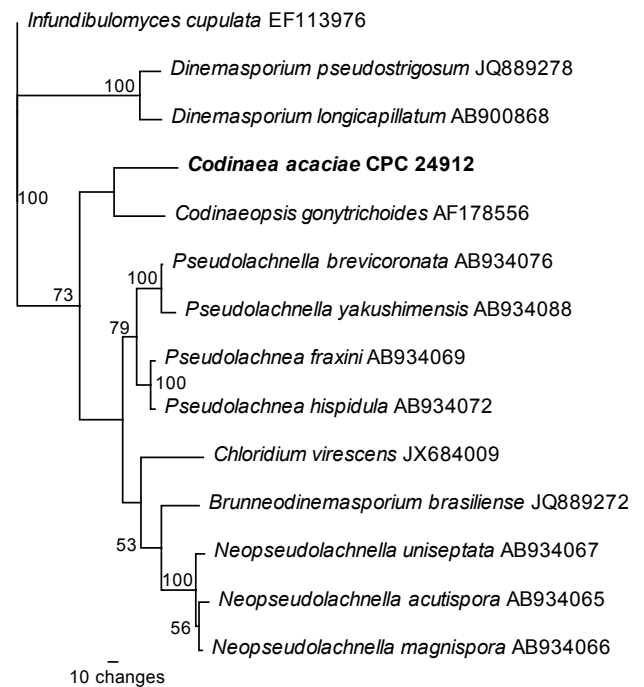 Infundibulomyces cupulata EF113976
Dinemasporium pseudostrigosum JQ889278
100
Dinemasporium longicapillatum AB900868
Codinaea acaciae CPC 24912
100
Codinaeopsis gonytrichoides AF178556
Pseudolachnella brevicoronata AB934076
100
73
Pseudolachnella yakushimensis AB934088
79
Pseudolachnea fraxini AB934069
100
Pseudolachnea hispidula AB934072
Chloridium virescens JX684009
Brunneodinemasporium brasiliense JQ889272
53
Neopseudolachnella uniseptata AB934067
100
Neopseudolachnella acutispora AB934065
56
Neopseudolachnella magnispora AB934066
10 changes